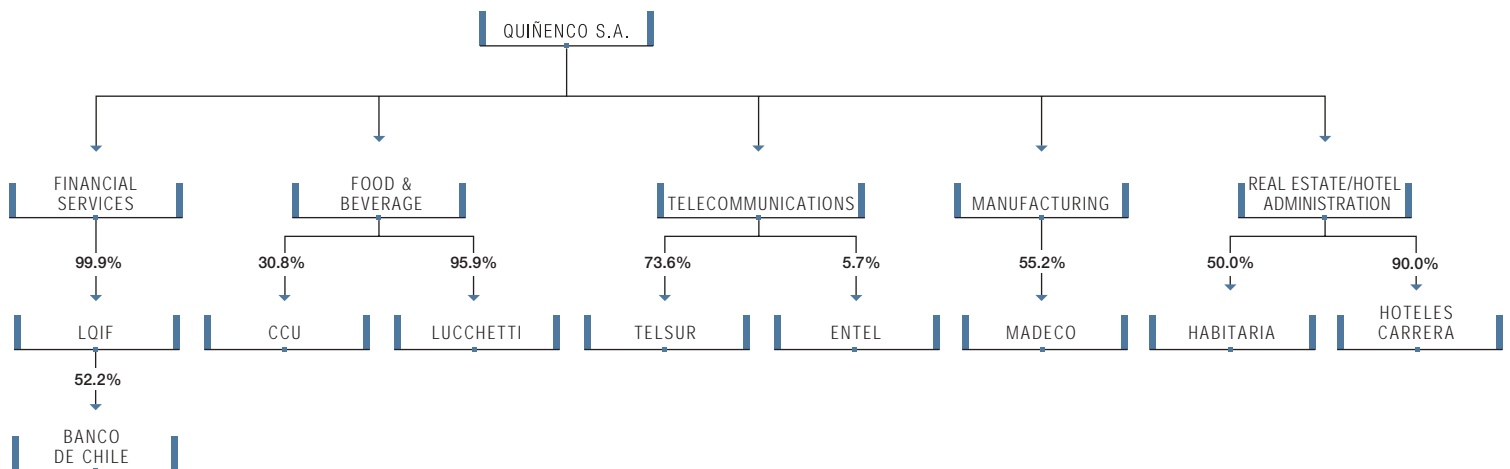 QUIÑENCO S.A.
FINANCIAL
SERVICES
FOOD &
BEVERAGE
TELECOMMUNICATIONS
MANUFACTURING
REAL ESTATE/HOTEL
ADMINISTRATION
99.9%
30.8%
95.9%
73.6%
5.7%
55.2%
50.0%
90.0%
LQIF
CCU
LUCCHETTI
TELSUR
ENTEL
MADECO
HABITARIA
HOTELES
CARRERA
52.2%
BANCO
DE CHILE